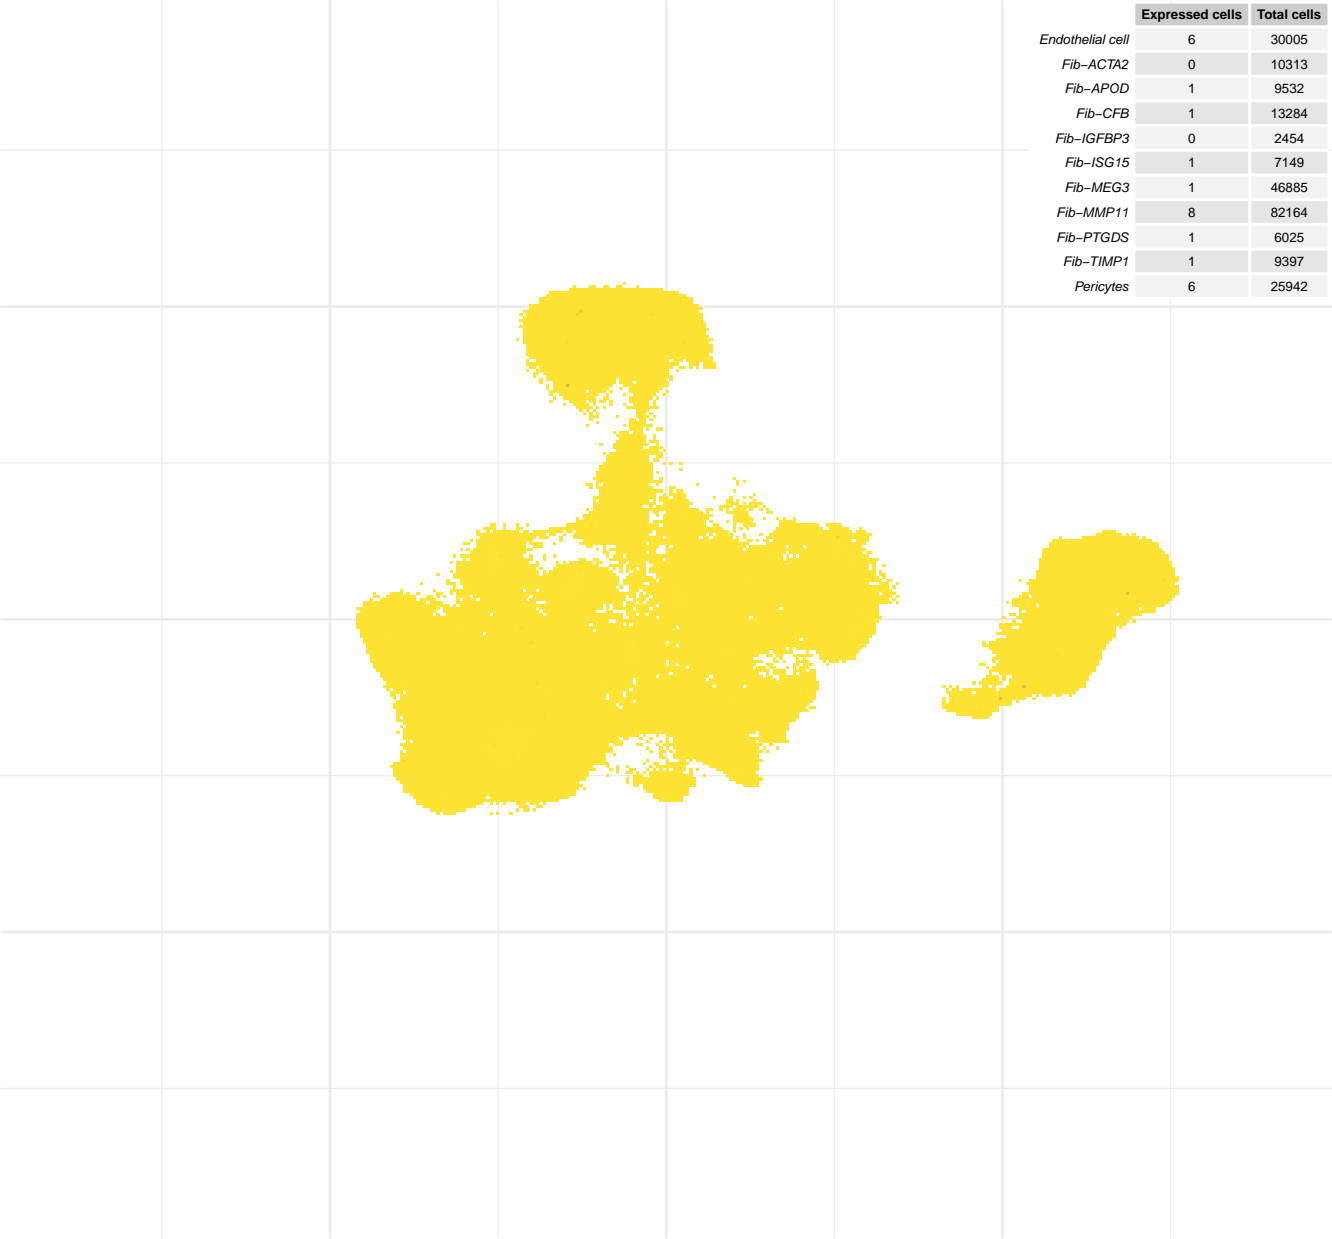 Expressed cells Total cells
Endothelial cell 6 30005
Fib−ACTA2 0 10313
Fib−APOD 1 9532
Fib−CFB 1 13284
Fib−IGFBP3 0 2454
Fib−ISG15 1 7149
Fib−MEG3 1 46885
Fib−MMP11 8 82164
Fib−PTGDS 1 6025
Fib−TIMP1 1 9397
Pericytes 6 25942